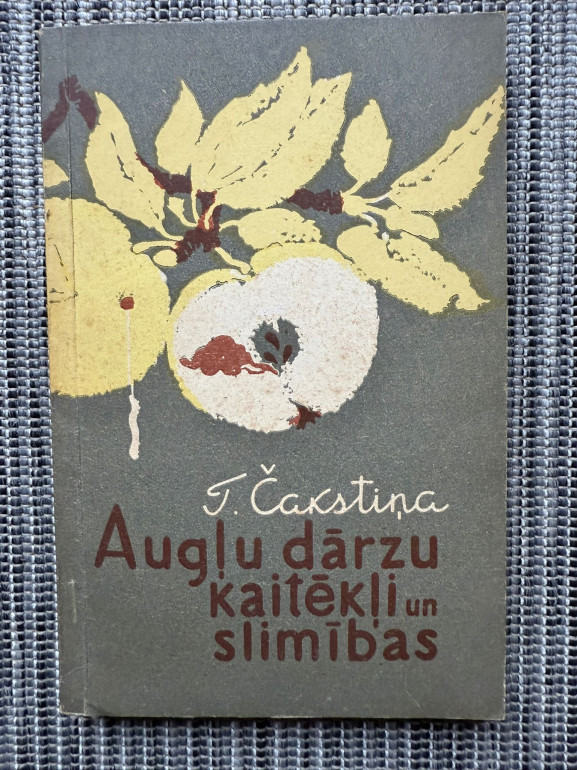 T. Čakstiņa
Augļu dārzu
kaitēkļi un
slimības